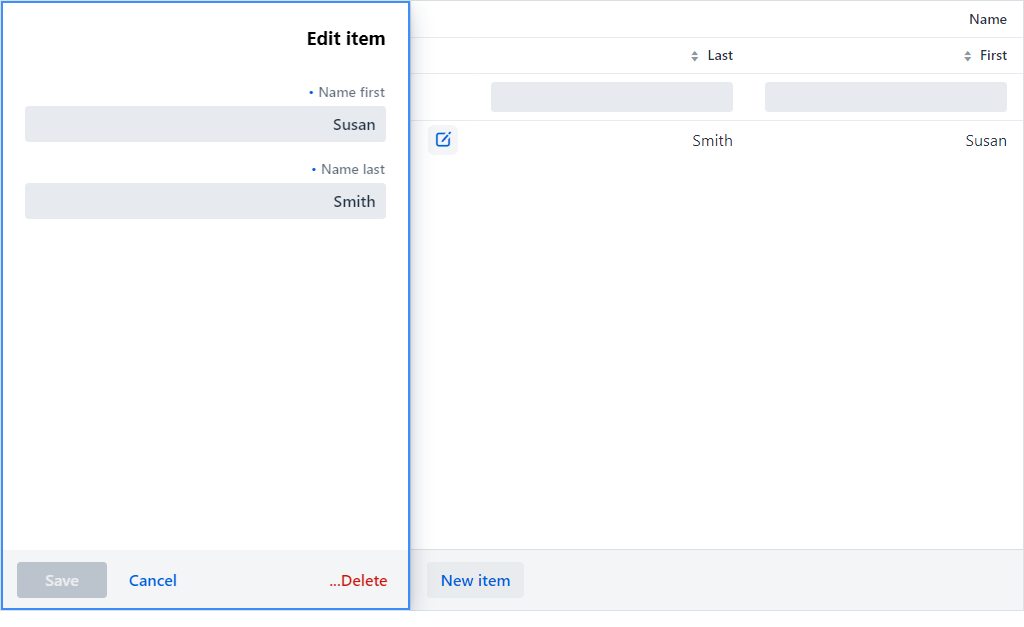 Edit item
• Name first
Susan
• Name last
Smith
Save
Cancel
...Delete
Name
Last
First
Smith
Susan
New item